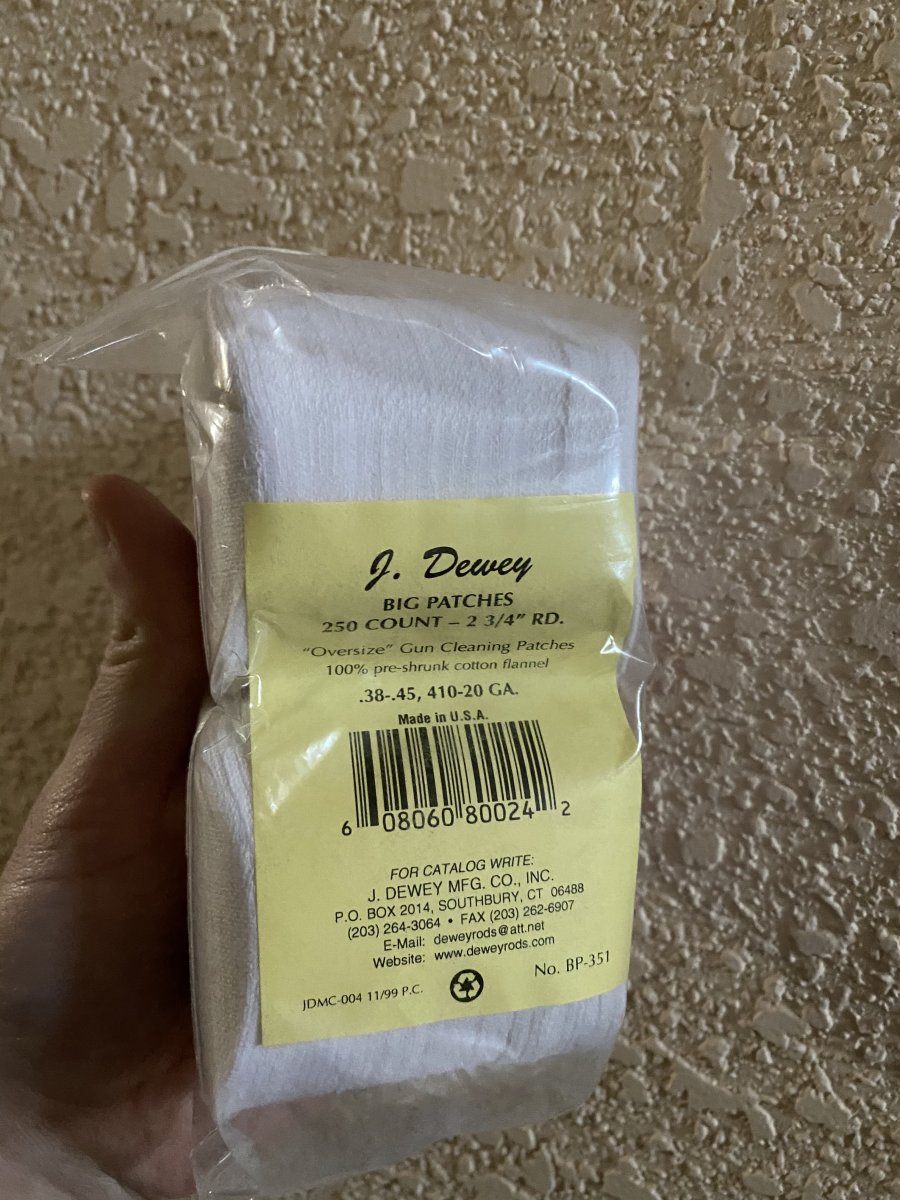 J. Dewey
BIG PATCHES
250 COUNT – 2 3/4" RD.
"Oversize" Gun Cleaning Patches
100% pre-shrunk cotton flannel
.38-.45, 410-20 GA.
Made in U.S.A.
6 08060 80024 2
FOR CATALOG WRITE:
J. DEWEY MFG. CO., INC.
P.O. BOX 2014, SOUTHBURY, CT 06488
(203) 264-3064 • FAX (203) 262-6907
E-Mail: deweyrods@att.net
Website: www.deweyrods.com
No. BP-351
JDMC-004 11/99 P.C.